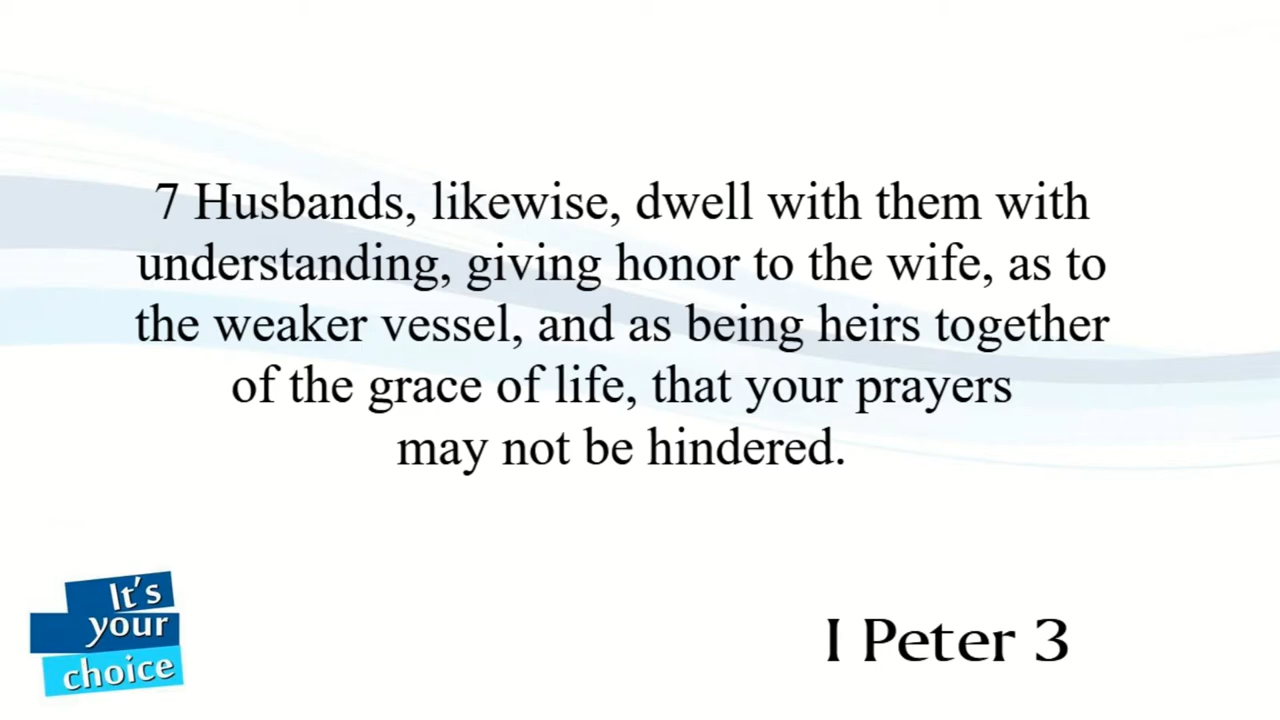 7 Husbands, likewise, dwell with them with
understanding, giving honor to the wife, as to
the weaker vessel, and as being heirs together
of the grace of life, that your prayers
may not be hindered.
It's
your
choice
I Peter 3